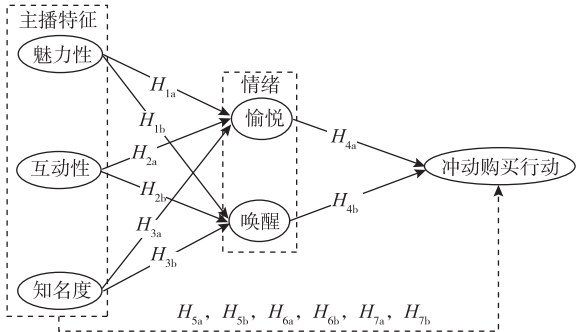 主播特征
魅力性
互动性
知名度
H1a
H1b
H2a
H2b
H3a
H3b
情绪
愉悦
唤醒
H4a
H4b
冲动购买行动
H5a, H5b, H6a, H6b, H7a, H7b